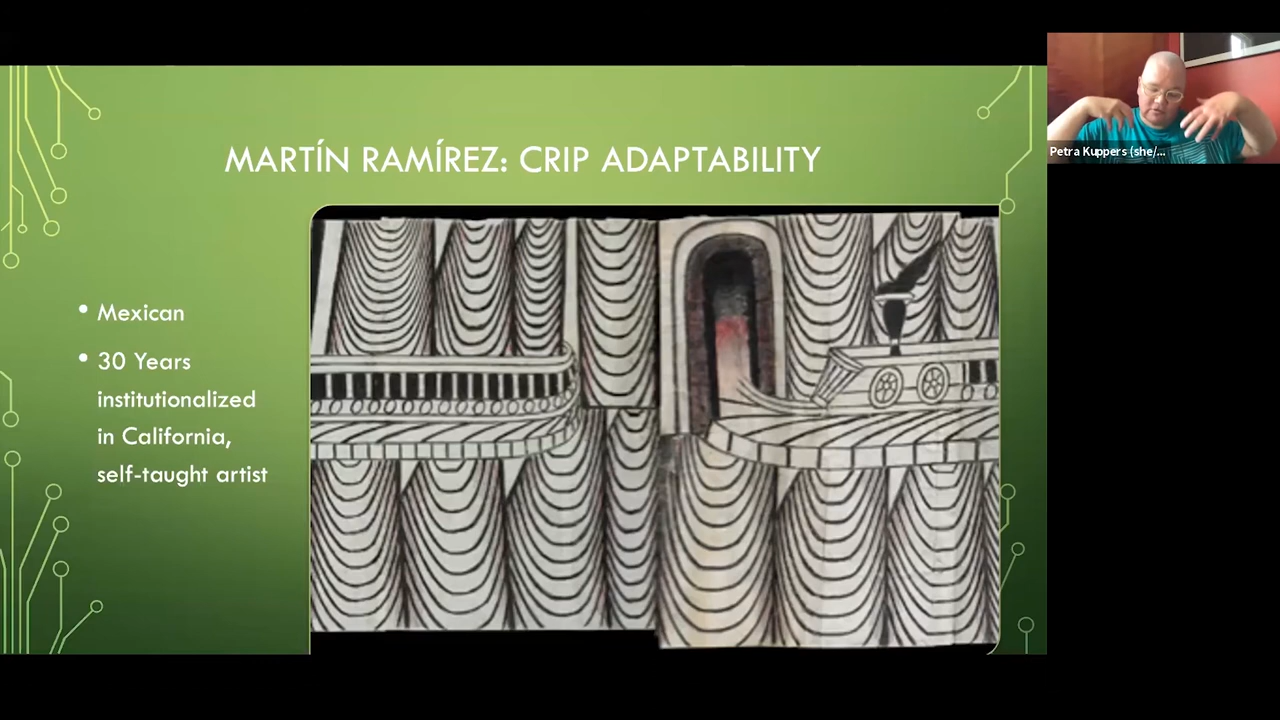 MARTÍN RAMÍREZ: CRIP ADAPTABILITY
• Mexican
• 30 Years
institutionalized
in California,
self-taught artist
Petra Kuppers (she/...